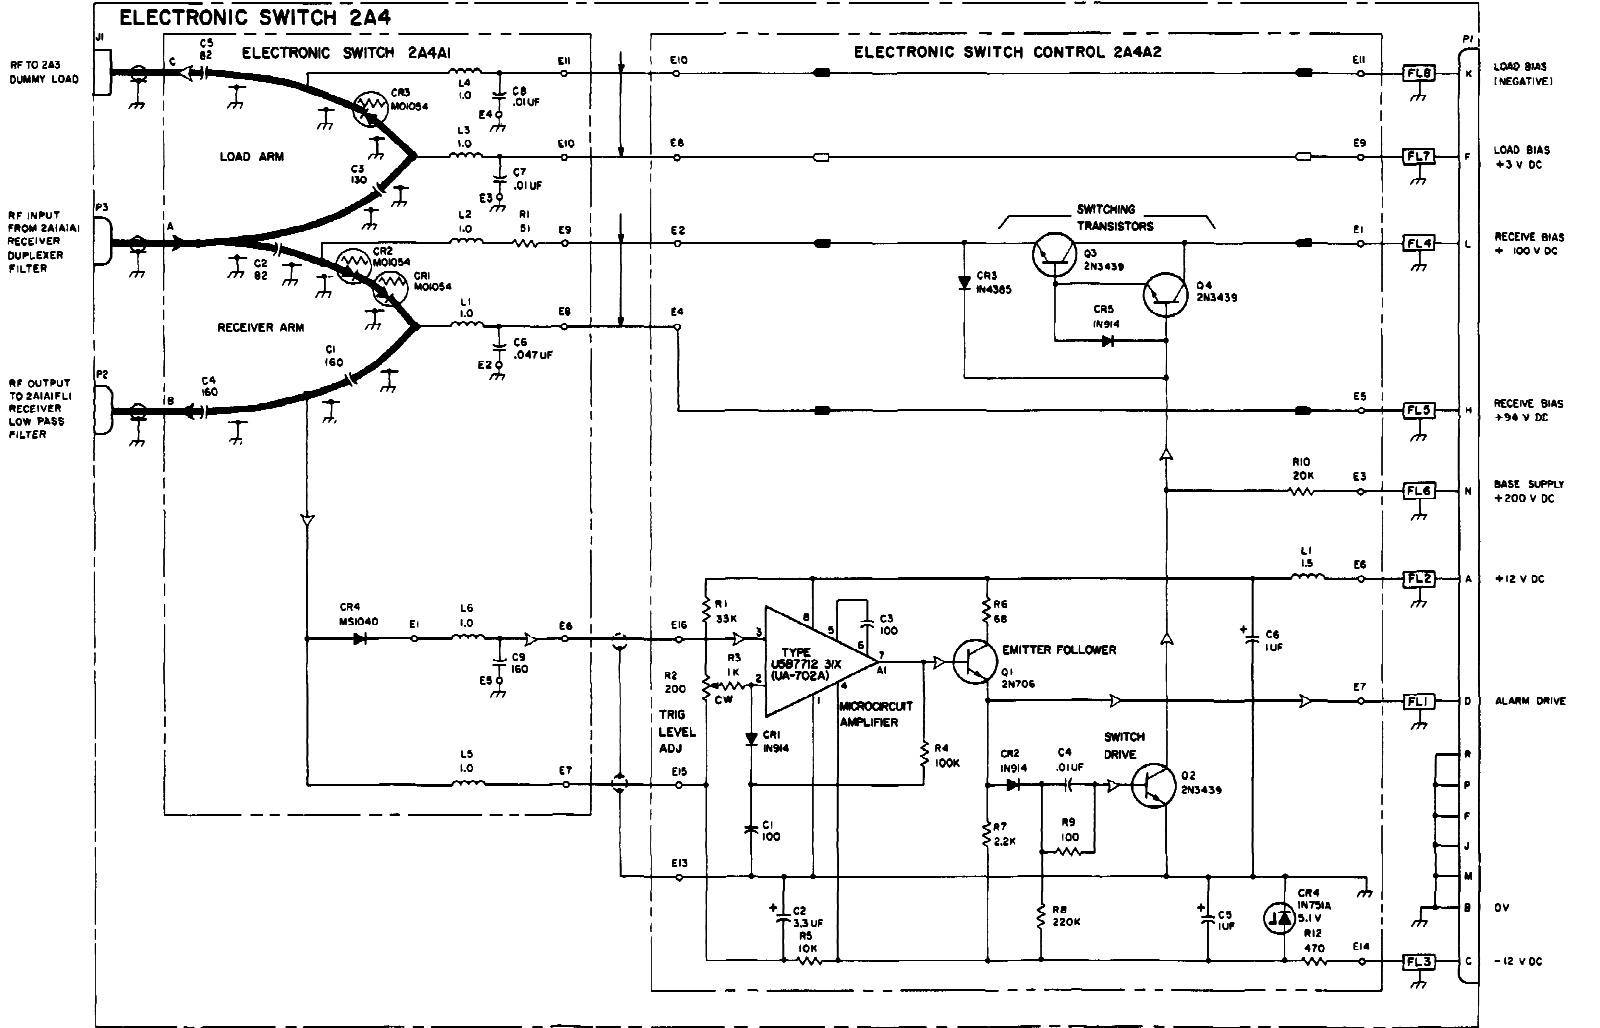 ELECTRONIC SWITCH 2A4
ELECTRONIC SWITCH 2A4A1
ELECTRONIC SWITCH CONTROL 2A4A2
J1
RF TO 2A3
DUMMY LOAD
C
C5
82
CR3
MO1054
L4
1.0
C8
.01UF
E4
E11
E10
E11
FL8
P1
K
LOAD BIAS
(NEGATIVE)
LOAD ARM
L3
1.0
C7
.01UF
E3
E10
E8
E9
FL7
F
LOAD BIAS
+3 V DC
C3
130
P3
RF INPUT
FROM 2A1A1A1
RECEIVER
DUPLEXER
FILTER
A
C2
82
CR2
MO1054
CR1
MO1054
L2
1.0
R1
51
E9
E2
SWITCHING
TRANSISTORS
Q3
2N3439
Q4
2N3439
CR3
IN4385
CR5
IN914
E1
FL4
L
RECEIVE BIAS
+ 100 V DC
RECEIVER ARM
L1
1.0
C6
.047UF
E2
E8
E4
C1
160
P2
RF OUTPUT
TO 2A1A1FL1
RECEIVER
LOW PASS
FILTER
B
C4
160
E5
FL5
H
RECEIVE BIAS
+94 V DC
R10
20K
E3
FL6
N
BASE SUPPLY
+200 V DC
L1
1.5
E6
FL2
A
+12 V DC
CR4
MS1040
E1
L6
1.0
C9
160
E5
E6
E16
R1
33K
R2
200
R3
1K
CW
TRIG
LEVEL
ADJ
3
2
8
5
6
7
4
1
TYPE
U5B7712 31X
(UA-702A)
A1
MICROCIRCUIT
AMPLIFIER
C3
100
R6
68
EMITTER FOLLOWER
Q1
2N706
+
C6
1UF
E7
FL1
D
ALARM DRIVE
CR1
IN914
R4
100K
L5
1.0
E7
E15
CR2
IN914
C4
.01UF
SWITCH
DRIVE
Q2
2N3439
R9
100
R7
2.2K
C1
100
R
P
F
J
M
B
0V
E13
+
C2
3.3UF
R5
10K
R8
220K
+
C5
1UF
CR4
IN751A
5.1 V
R12
470
E14
FL3
C
-12 V DC